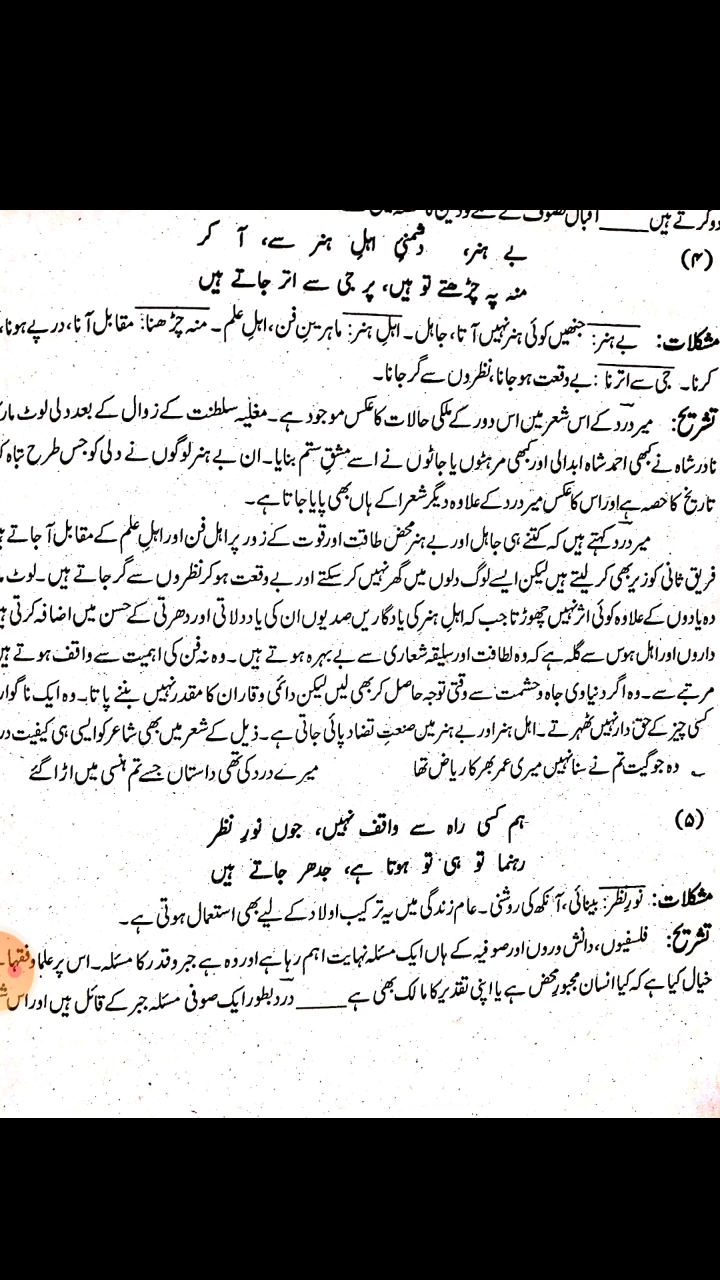 دو کرتے ہیں ____ اقبال تصوف کے
(۴)
بے ہنر، دشمنیِ اہلِ ہنر سے، آ کر
منہ پہ چڑھتے تو ہیں، پر جی سے اتر جاتے ہیں
مشکلات: بے ہنر: جنھیں کوئی ہنر نہیں آتا، جاہل۔ اہلِ ہنر: ماہرینِ فن، اہلِ علم۔ منہ چڑھنا: مقابل آنا، درپے ہونا،
کرنا۔ جی سے اترنا: بے وقعت ہو جانا، نظروں سے گر جانا۔
تشریح: میر درد کے اس شعر میں اس دور کے ملکی حالات کا عکس موجود ہے۔ مغلیہ سلطنت کے زوال کے بعد دلی لوٹ
نادر شاہ نے کبھی احمد شاہ ابدالی اور کبھی مرہٹوں یا جاٹوں نے اسے مشقِ ستم بنایا۔ ان بے ہنر لوگوں نے دلی کو جس طرح تباہ
تاریخ کا حصہ ہے اور اس کا عکس میر درد کے علاوہ دیگر شعرا کے ہاں بھی پایا جاتا ہے۔
میر درد کہتے ہیں کہ کتنے ہی جاہل اور بے ہنر محض طاقت اور قوت کے زور پر اہل فن اور اہلِ علم کے مقابل آ جاتے
فریق ثانی کو زیر بھی کر لیتے ہیں لیکن ایسے لوگ دلوں میں گھر نہیں کر سکتے اور بے وقعت ہو کر نظروں سے گر جاتے ہیں۔ لوٹ
دہ یادوں کے علاوہ کوئی اثر نہیں چھوڑتا جب کہ اہلِ ہنر کی یادگاریں صدیوں ان کی یاد دلاتی اور دھرتی کے حسن میں اضافہ کرتی
داروں اور اہل ہوس سے گلہ ہے کہ وہ لطافت اور سلیقہ شعاری سے بے بہرہ ہوتے ہیں۔ وہ نہ فن کی اہمیت سے واقف ہوتے ہیں
مرتبے سے۔ وہ اگر دنیاوی جاہ و حشمت سے وقتی توجہ حاصل کر بھی لیں لیکن دائمی وقار ان کا مقدر نہیں بننے پاتا۔ وہ ایک ناگوار
کسی چیز کے حق دار نہیں ٹھہرتے۔ اہل ہنر اور بے ہنر میں صنعتِ تضاد پائی جاتی ہے۔ ذیل کے شعر میں بھی شاعر کو ایسی ہی کیفیت
؎ وہ جو گیت تم نے سنا نہیں میری عمر بھر کا ریاض تھا میرے درد کی تھی داستاں جسے تم ہنسی میں اڑا گئے
(۵)
ہم کسی راہ سے واقف نہیں، جوں نورِ نظر
رہنما تو ہی تو ہوتا ہے، جدھر جاتے ہیں
مشکلات: نورِ نظر: بینائی، آنکھ کی روشنی۔ عام زندگی میں یہ ترکیب اولاد کے لیے بھی استعمال ہوتی ہے۔
تشریح: فلسفیوں، دانش وروں اور صوفیہ کے ہاں ایک مسئلہ نہایت اہم رہا ہے اور وہ ہے جبر و قدر کا مسئلہ۔ اس پر علما و فقہا
خیال کیا ہے کہ کیا انسان مجبورِ محض ہے یا اپنی تقدیر کا مالک بھی ہے ____ درد بطور ایک صوفی مسئلہ جبر کے قائل ہیں اور اس